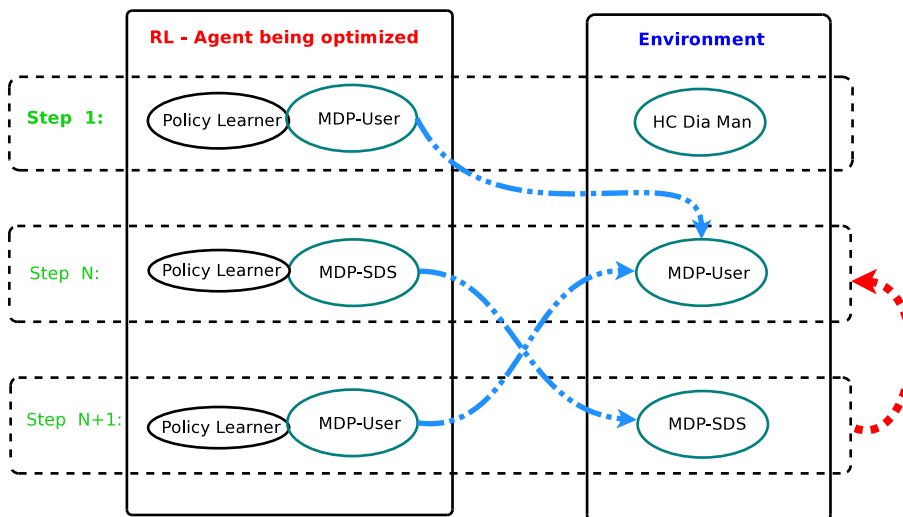 RL - Agent being optimized
Environment
Step 1:
Policy Learner
MDP-User
HC Dia Man
Step N:
Policy Learner
MDP-SDS
MDP-User
Step N+1:
Policy Learner
MDP-User
MDP-SDS